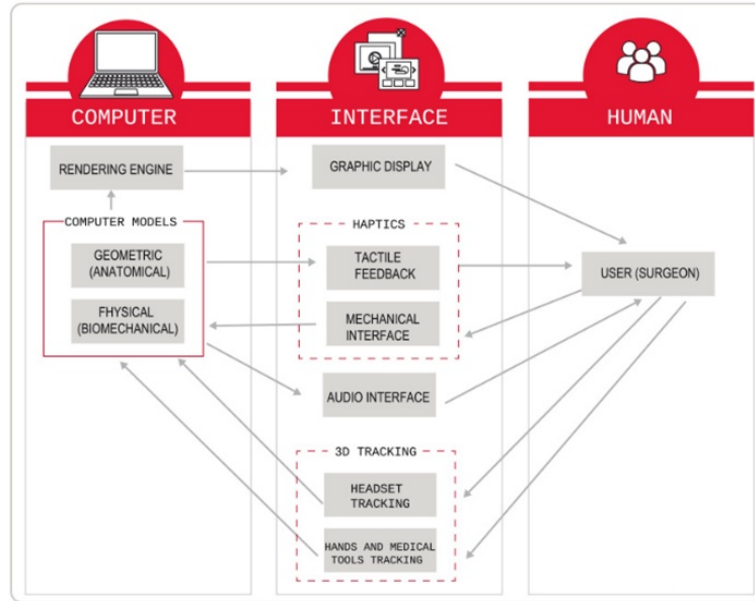 COMPUTER
INTERFACE
HUMAN
RENDERING ENGINE
GRAPHIC DISPLAY
COMPUTER MODELS
GEOMETRIC
(ANATOMICAL)
FHYSICAL
(BIOMECHANICAL)
HAPTICS
TACTILE
FEEDBACK
MECHANICAL
INTERFACE
USER (SURGEON)
AUDIO INTERFACE
3D TRACKING
HEADSET
TRACKING
HANDS AND MEDICAL
TOOLS TRACKING